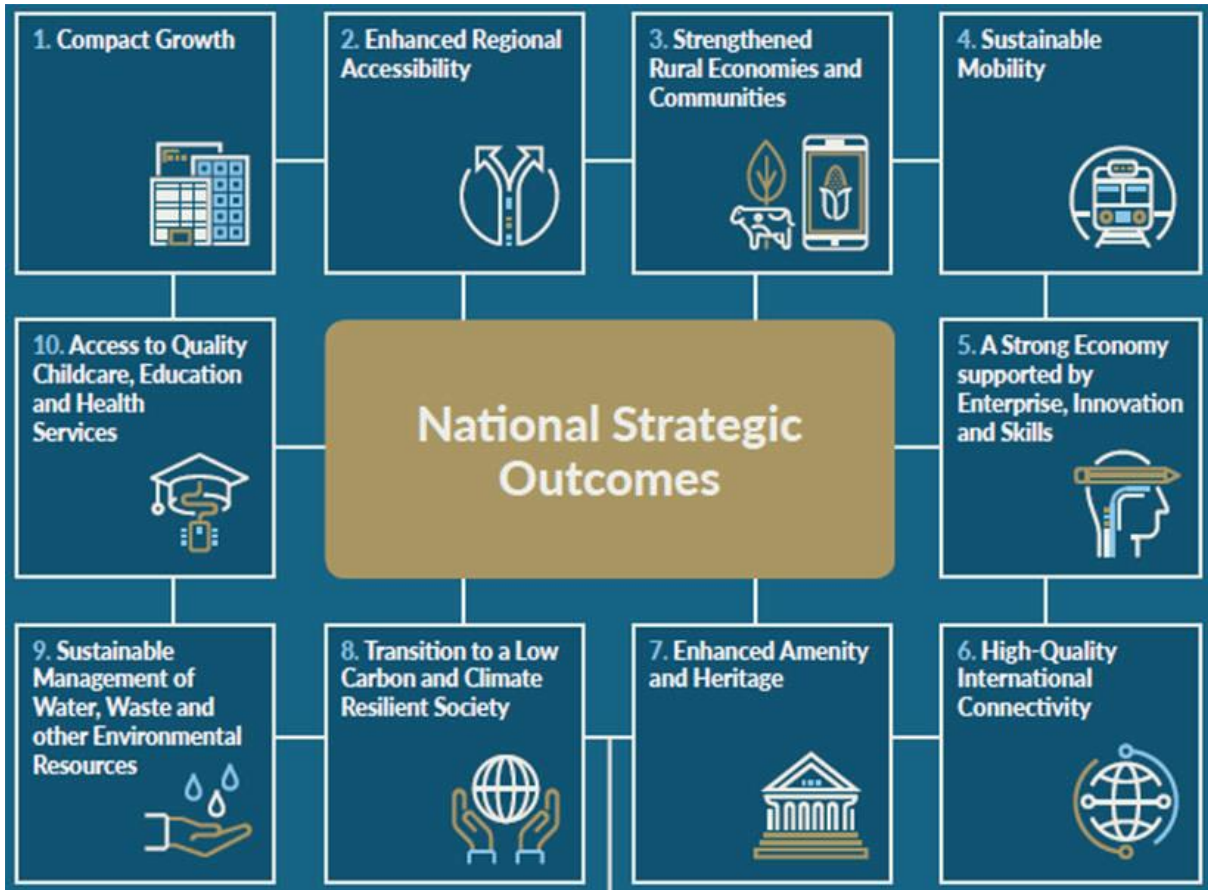 1. Compact Growth
2. Enhanced Regional
Accessibility
3. Strengthened
Rural Economies and
Communities
4. Sustainable
Mobility
10. Access to Quality
Childcare, Education
and Health
Services
National Strategic
Outcomes
5. A Strong Economy
supported by
Enterprise, Innovation
and Skills
9. Sustainable
Management of
Water, Waste and
other Environmental
Resources
8. Transition to a Low
Carbon and Climate
Resilient Society
7. Enhanced Amenity
and Heritage
6. High-Quality
International
Connectivity